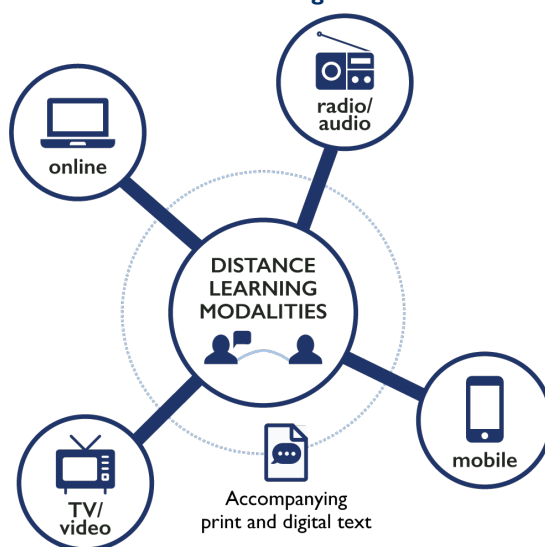 radio/
audio
online
DISTANCE
LEARNING
MODALITIES
mobile
TV/
video
Accompanying
print and digital text